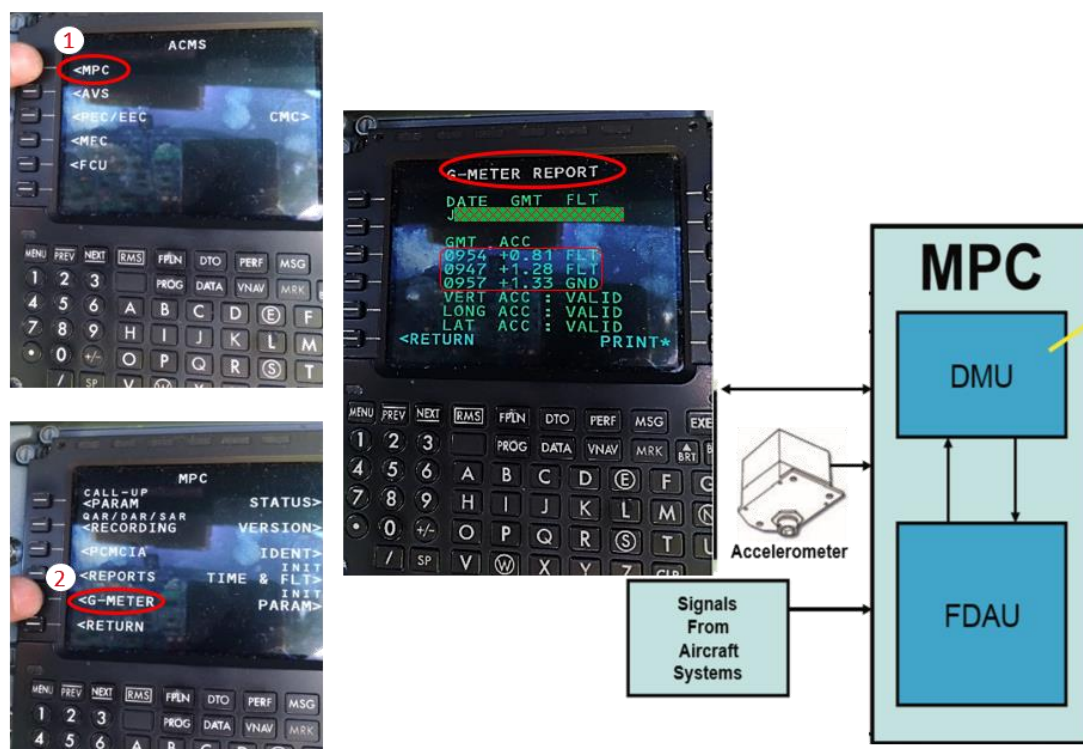 1
ACMS
<MPC
<AVS
<PEC/EEC CMC>
<MFC
<FCU
MENU PREV NEXT RMS FPLN DTO PERF MSG
1 2 3 PROG DATA VNAV MRK
4 5 6 A B C D E F
7 8 9 H I J K L M
• 0 +/- O P Q R S T
/ SP V W X Y
MPC
CALL-UP
<PARAM STATUS>
QAR/DAR/SAR
<RECORDING VERSION>
<PCMCIA IDENT>
INIT
<REPORTS TIME & FLT>
2
INIT
<G-METER PARAM>
<RETURN
MENU PREV NEXT RMS FPLN DTO PERF MSG
1 2 3 PROG DATA VNAV MRK
4 5 6 A B C D E F
G-METER REPORT
DATE GMT FLT
J
GMT ACC
0954 +0.81 FLT
0947 +1.28 FLT
0957 +1.33 GND
VERT ACC : VALID
LONG ACC : VALID
LAT ACC : VALID
<RETURN PRINT*
MENU PREV NEXT RMS FPLN DTO PERF MSG EXE
1 2 3 PROG DATA VNAV MRK BRT
4 5 6 A B C D E F G
7 8 9 H I J K L M N
• 0 +/- O P Q R S T U
/ SP V W X Y Z CLR
Accelerometer
Signals
From
Aircraft
Systems
MPC
DMU
FDAU